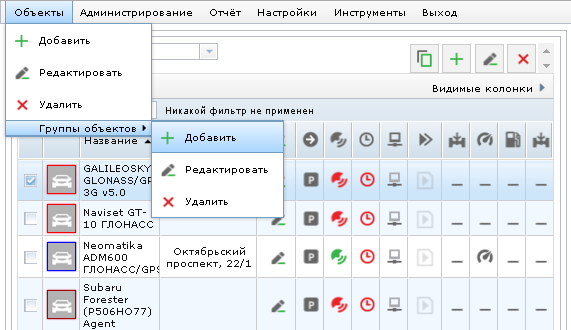 Объекты Администрирование Отчёт Настройки Инструменты Выход
Добавить
Редактировать
Удалить
Группы объектов
Видимые колонки
Никакой фильтр не применен
Добавить
Редактировать
Удалить
Название
GALILEOSKY
GLONASS/GP
3G v5.0
Naviset GT-
10 ГЛОНАСС
Neomatika
ADM600
ГЛОНАСС/GPS
Октябрьский
проспект, 22/1
Subaru
Forester
(P506HO77)
Agent